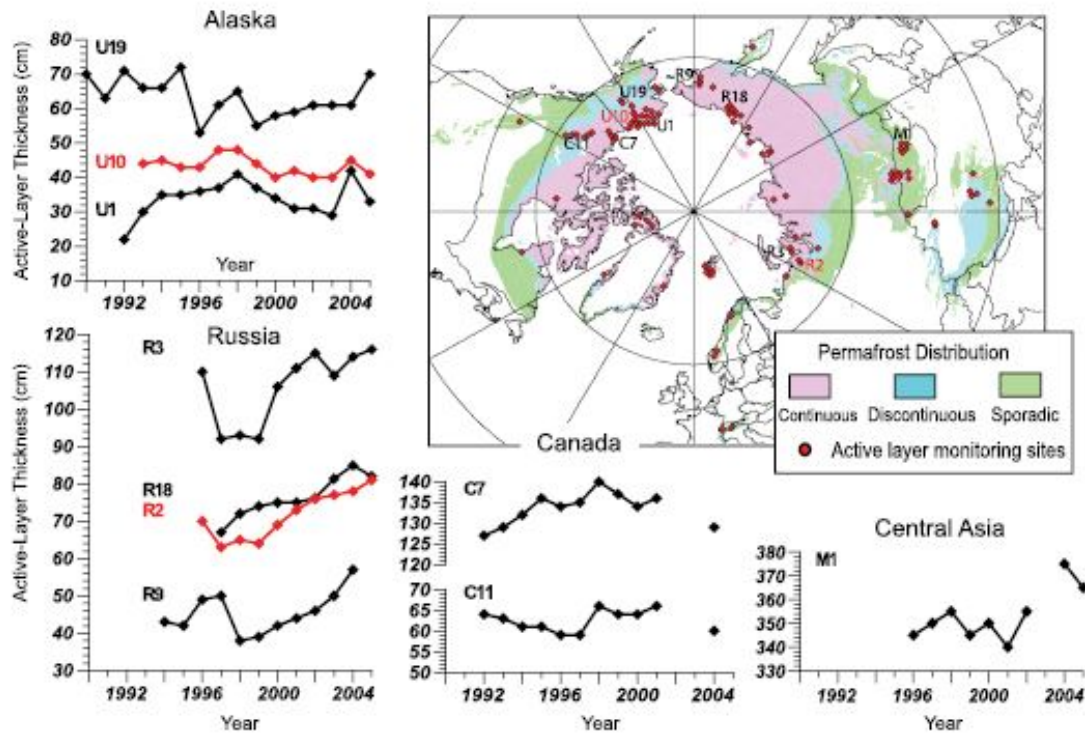 Alaska
Active-Layer Thickness (cm)
80
70
60
50
40
30
20
10
U19
U10
U1
Year
1992 1996 2000 2004
R9
R18
U19
U10
U1
C11
C7
M1
R3
R2
Permafrost Distribution
Continuous Discontinuous Sporadic
Active layer monitoring sites
Russia
Active-Layer Thickness (cm)
120
110
100
90
80
70
60
50
40
30
R3
R18
R2
R9
1992 1996 2000 2004
Year
Canada
150
145
140
135
130
125
120
C7
70
65
60
55
50
C11
1992 1996 2000 2004
Year
Central Asia
380
370
360
350
340
330
M1
1992 1996 2000 2004
Year